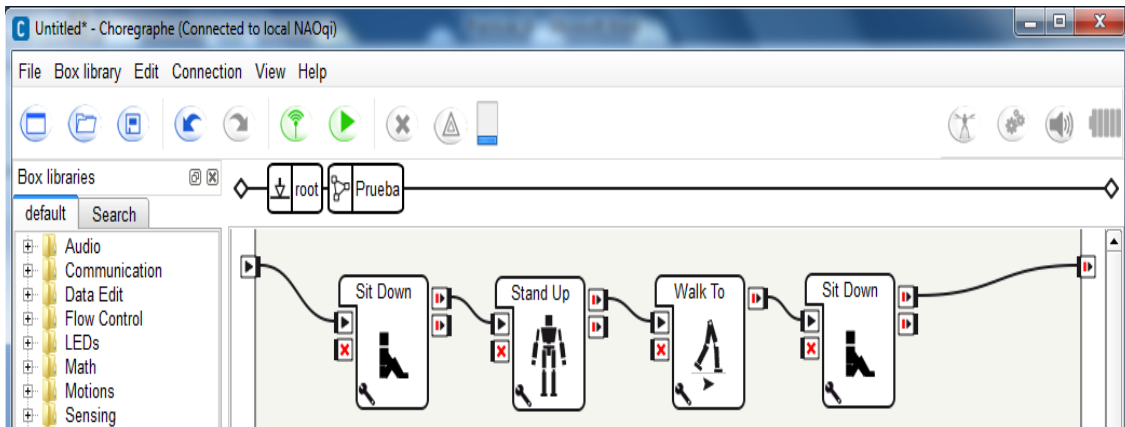 Untitled* - Choregraphe (Connected to local NAOqi)
File Box library Edit Connection View Help
Box libraries
root Prueba
default Search
Audio
Communication
Data Edit
Flow Control
LEDs
Math
Motions
Sensing
Sit Down Stand Up Walk To Sit Down